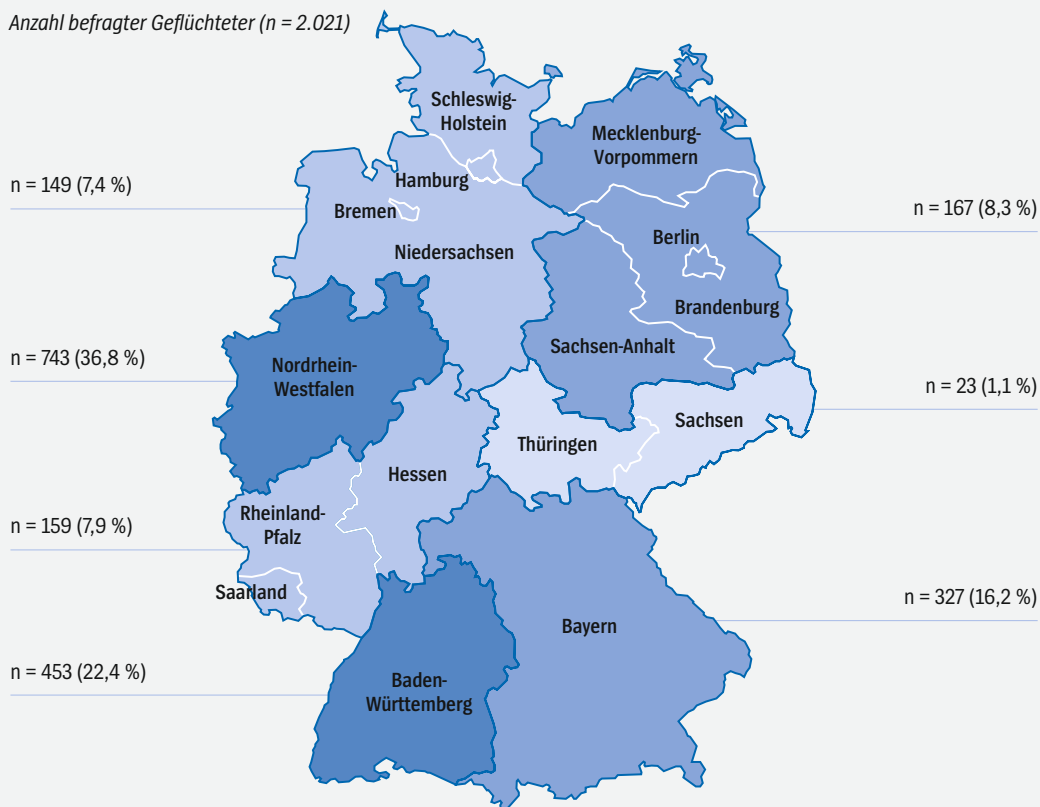 Anzahl befragter Geflüchteter (n = 2.021)
Schleswig-
Holstein
Mecklenburg-
Vorpommern
n = 149 (7,4 %)
Hamburg
Bremen
n = 167 (8,3 %)
Berlin
Niedersachsen
Brandenburg
Sachsen-Anhalt
n = 743 (36,8 %)
Nordrhein-
Westfalen
n = 23 (1,1 %)
Sachsen
Thüringen
Hessen
n = 159 (7,9 %)
Rheinland-
Pfalz
Saarland
n = 327 (16,2 %)
Bayern
n = 453 (22,4 %)
Baden-
Württemberg